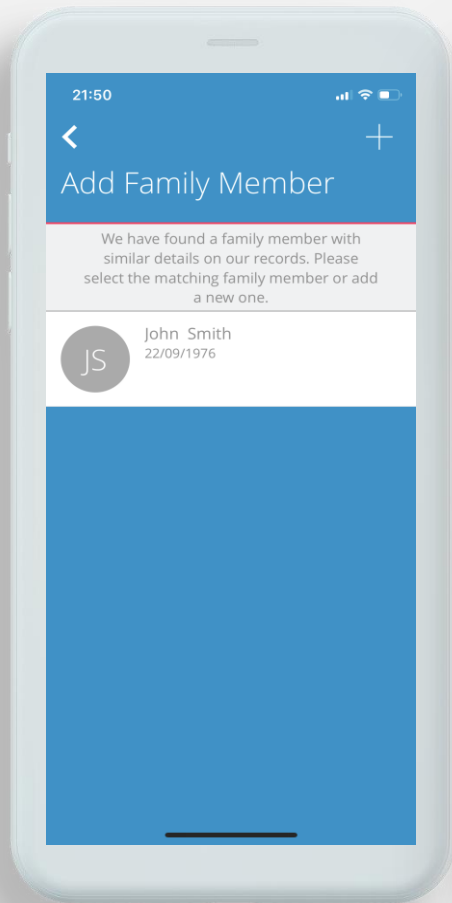 21:50
Add Family Member
We have found a family member with
similar details on our records. Please
select the matching family member or add
a new one.
John Smith
22/09/1976
JS